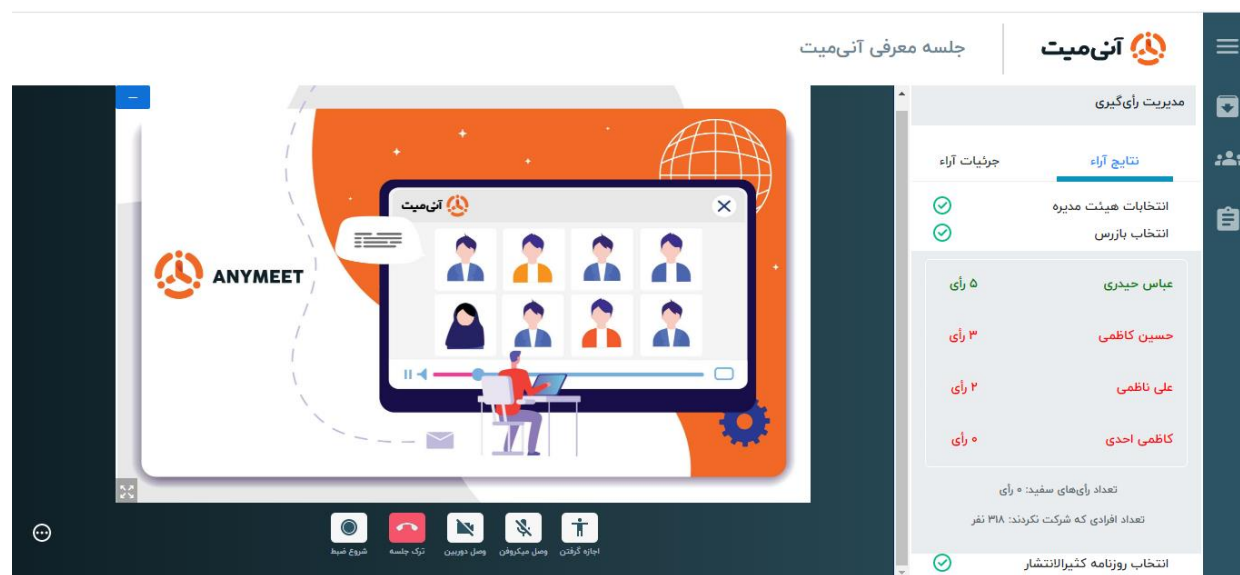 آنی‌میت
جلسه معرفی آنی‌میت
مدیریت رأی‌گیری
نتایج آراء
جرئیات آراء
انتخابات هیئت مدیره
انتخاب بازرس
عباس حیدری ۵ رأی
حسین کاظمی ۳ رأی
علی ناظمی ۲ رأی
کاظمی احدی ۰ رأی
تعداد رأی‌های سفید: ۰ رأی
تعداد افرادی که شرکت نکردند: ۳۱۸ نفر
انتخاب روزنامه کثیرالانتشار
آنی‌میت
ANYMEET
اجازه گرفتن
وصل میکروفن
وصل دوربین
ترک جلسه
شروع ضبط